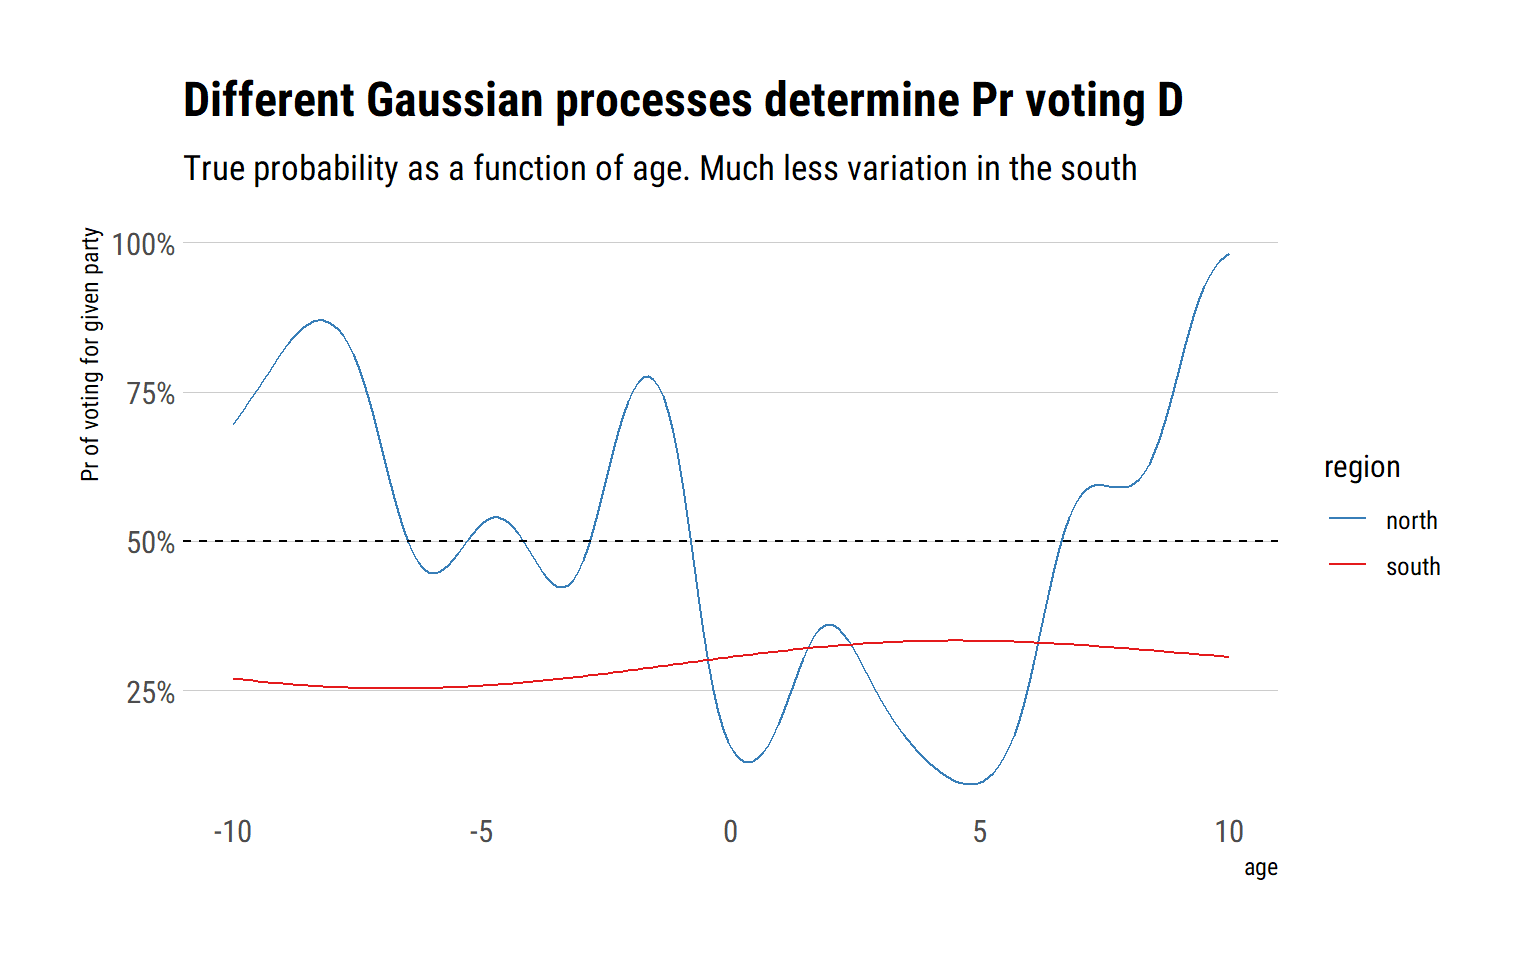 Different Gaussian processes determine Pr voting D
True probability as a function of age. Much less variation in the south
Pr of voting for given party
100%
75%
50%
25%
-10
-5
0
5
10
age
region
north
south